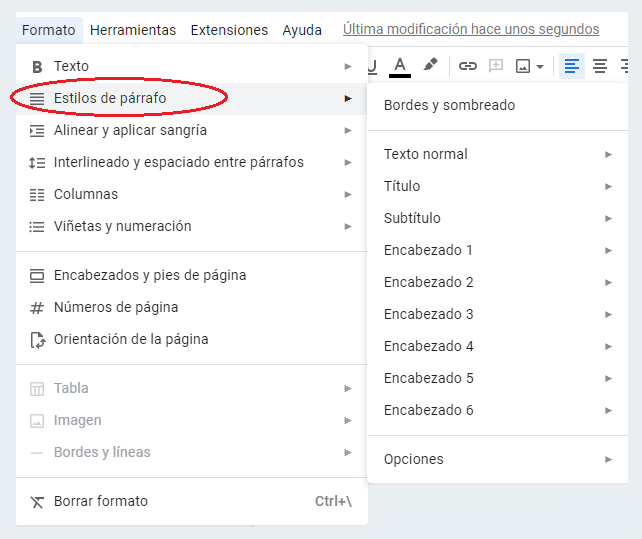 Formato Herramientas Extensiones Ayuda Última modificación hace unos segundos
B Texto
U A
Estilos de párrafo
Bordes y sombreado
Alinear y aplicar sangría
Interlineado y espaciado entre párrafos
Texto normal
Columnas
Título
Viñetas y numeración
Subtítulo
Encabezado 1
Encabezados y pies de página
Encabezado 2
# Números de página
Encabezado 3
Orientación de la página
Encabezado 4
Tabla
Encabezado 5
Imagen
Encabezado 6
Bordes y líneas
Opciones
Borrar formato Ctrl+\